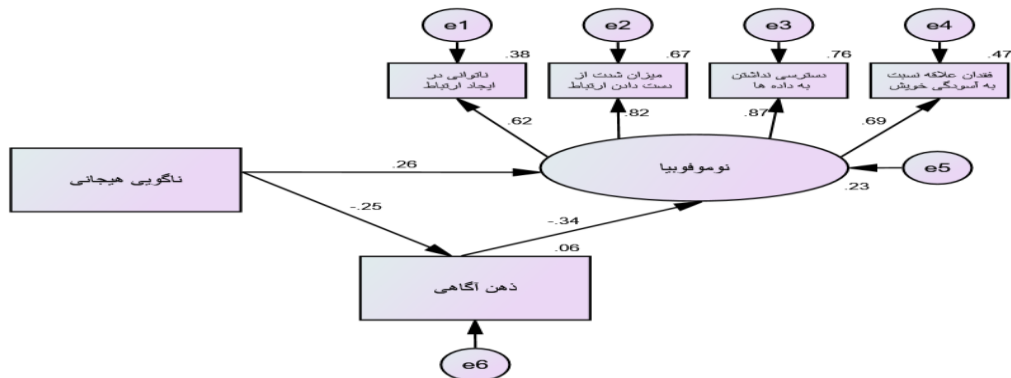 e1
e2
e3
e4
.38
.67
.76
.47
ناتوانی در
ایجاد ارتباط
میزان شدت از
دست دادن ارتباط
دسترسی نداشتن
به داده ها
فقدان علاقه نسبت
به آسودگی خویش
.62
.82
.87
.69
ناگویی هیجانی
.26
نوموفوبیا
e5
.23
-.25
-.34
.06
ذهن آگاهی
e6